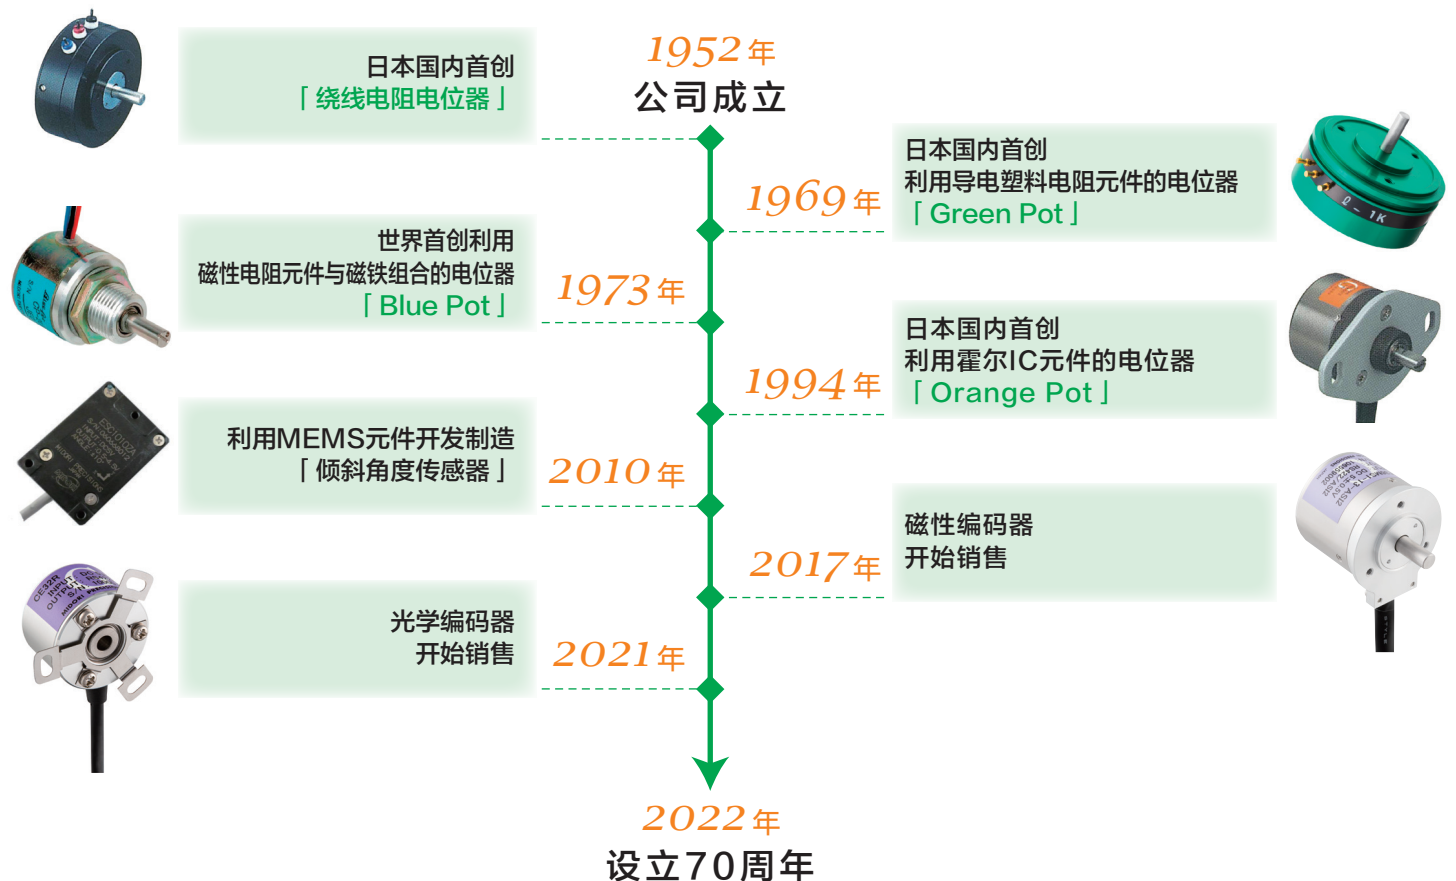 1952年
公司成立
日本国内首创
「绕线电阻电位器」
1969年
日本国内首创
利用导电塑料电阻元件的电位器
「Green Pot」
Ω - 1K
1973年
世界首创利用
磁性电阻元件与磁铁组合的电位器
「Blue Pot」
1994年
日本国内首创
利用霍尔IC元件的电位器
「Orange Pot」
2010年
利用MEMS元件开发制造
「倾斜角度传感器」
2017年
磁性编码器
开始销售
2021年
光学编码器
开始销售
CE32R
INPUT
OUTPUT
S/N
2022年
设立70周年